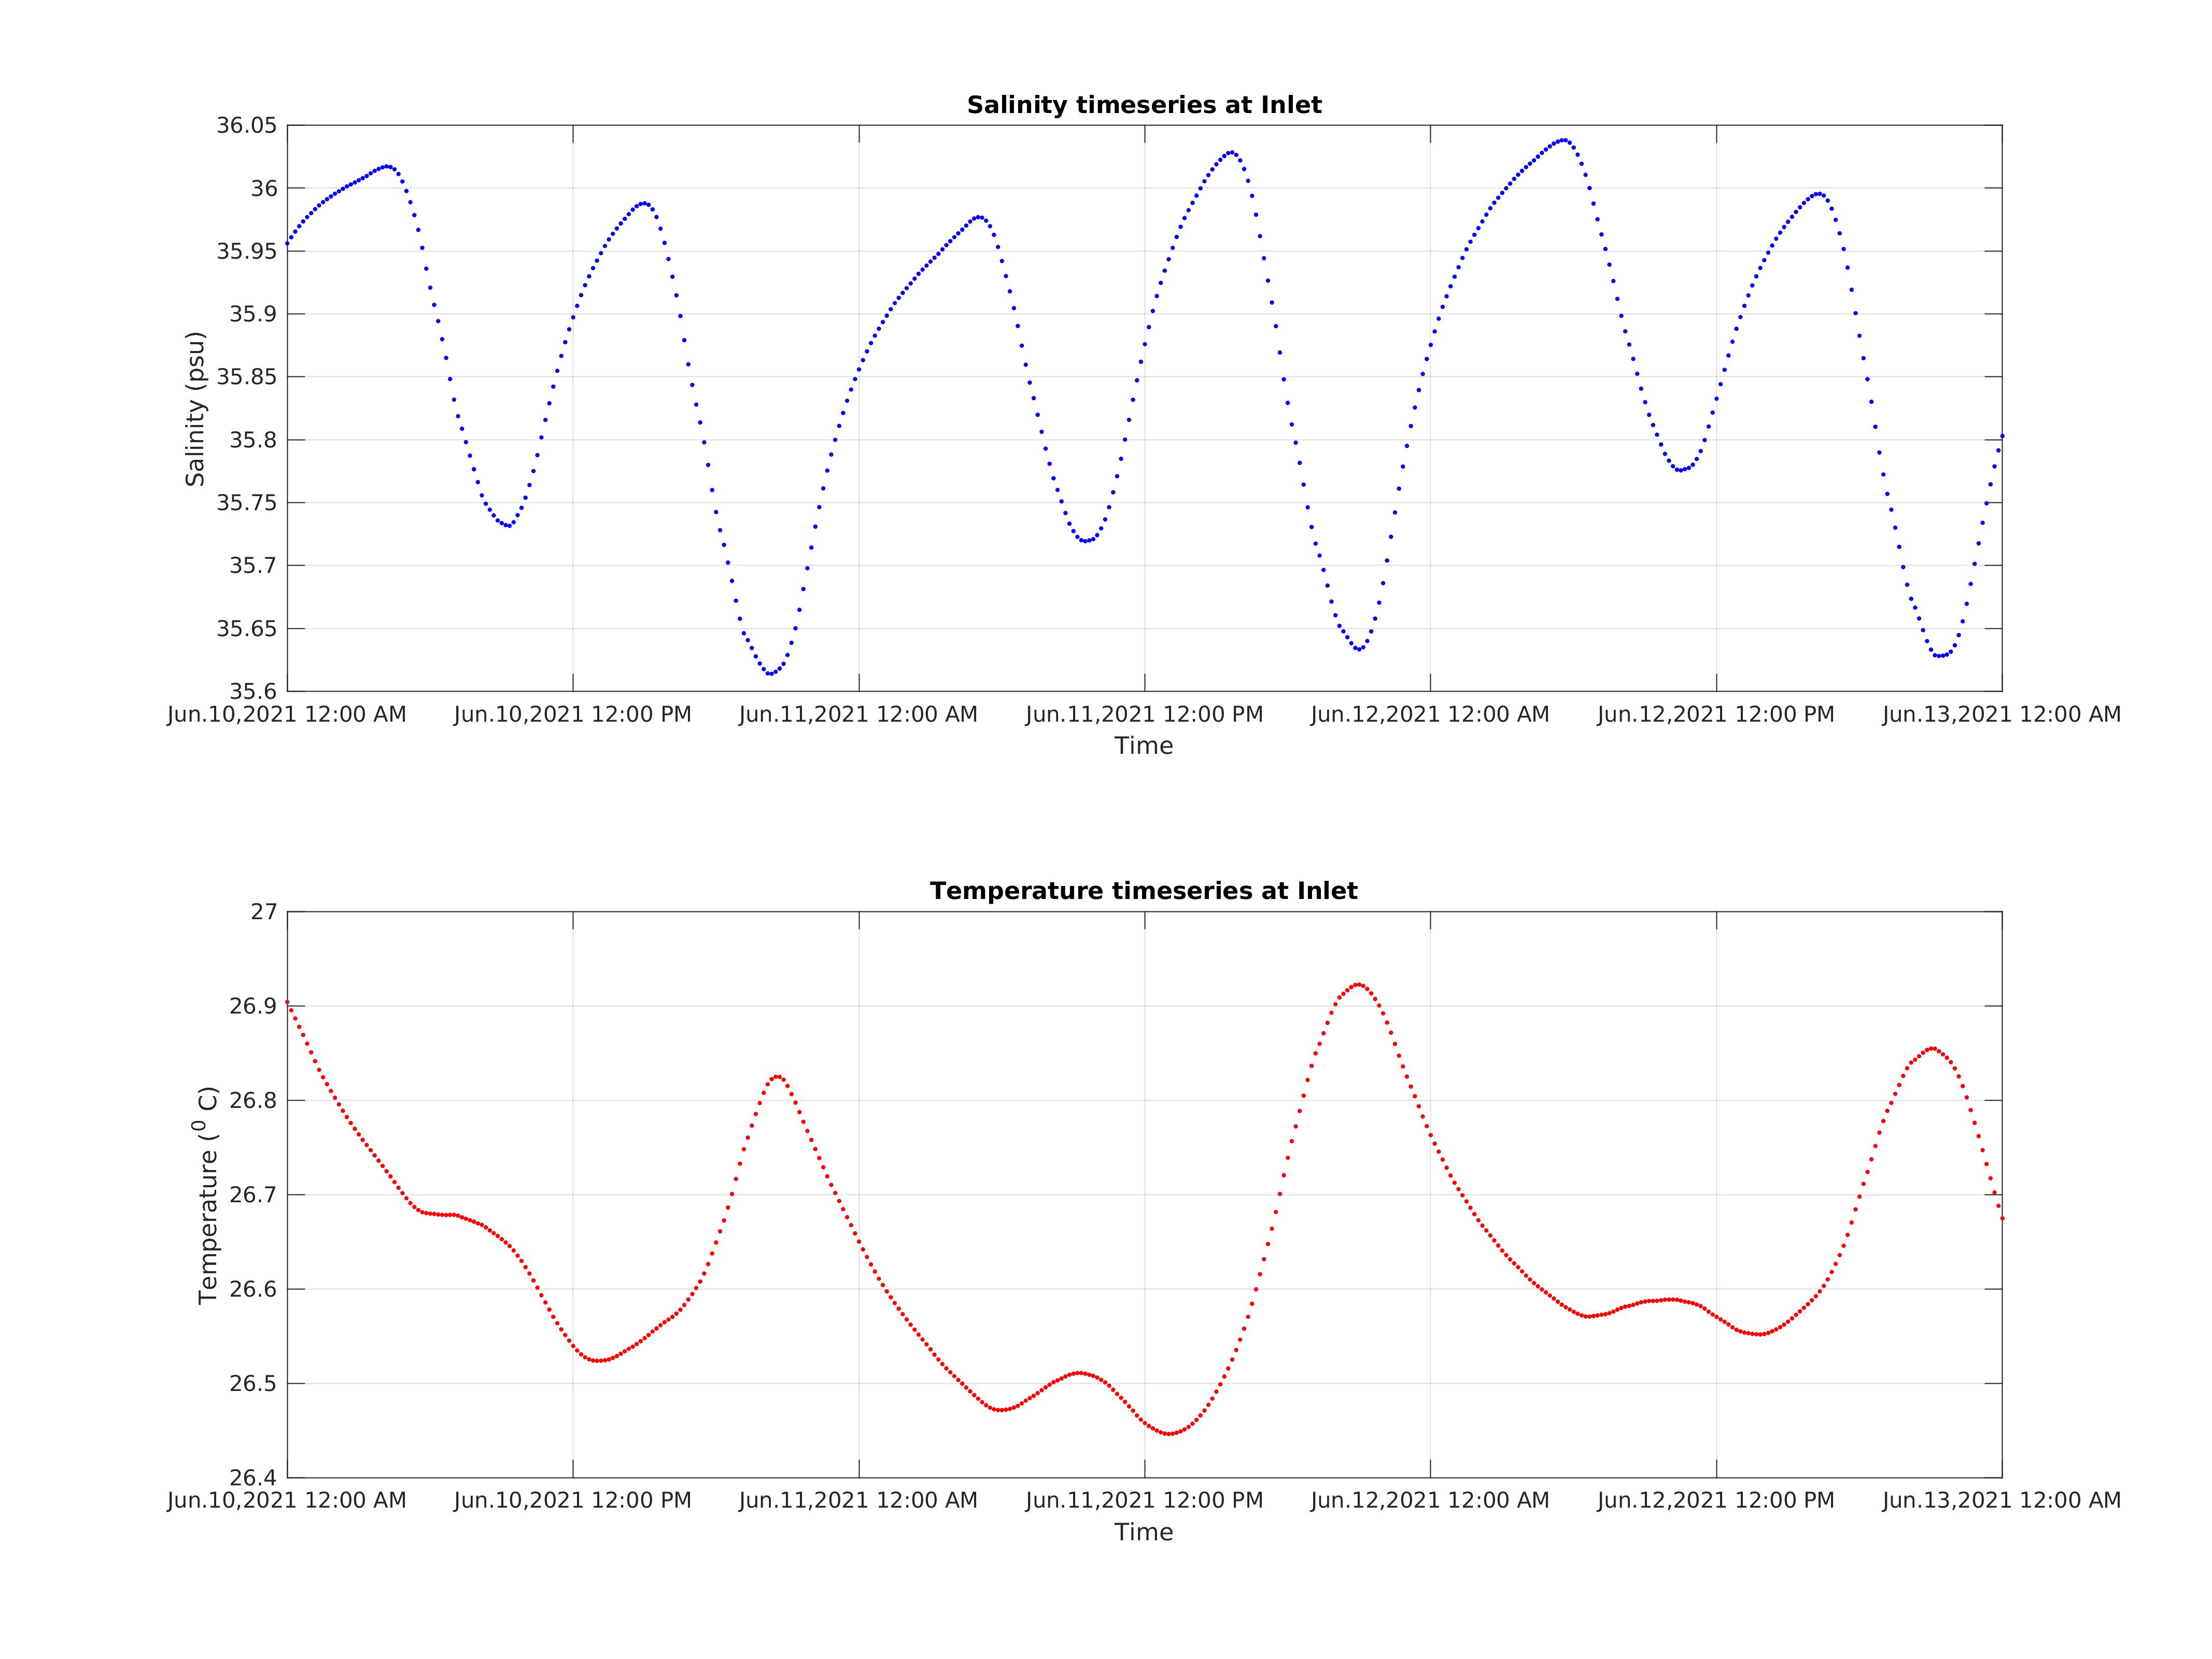 Salinity timeseries at Inlet
36.05
36
35.95
35.9
35.85
35.8
35.75
35.7
35.65
35.6
Salinity (psu)
Jun.10,2021 12:00 AM Jun.10,2021 12:00 PM Jun.11,2021 12:00 AM Jun.11,2021 12:00 PM Jun.12,2021 12:00 AM Jun.12,2021 12:00 PM Jun.13,2021 12:00 AM
Time
Temperature timeseries at Inlet
27
26.9
26.8
26.7
26.6
26.5
26.4
Temperature (⁰ C)
Jun.10,2021 12:00 AM Jun.10,2021 12:00 PM Jun.11,2021 12:00 AM Jun.11,2021 12:00 PM Jun.12,2021 12:00 AM Jun.12,2021 12:00 PM Jun.13,2021 12:00 AM
Time